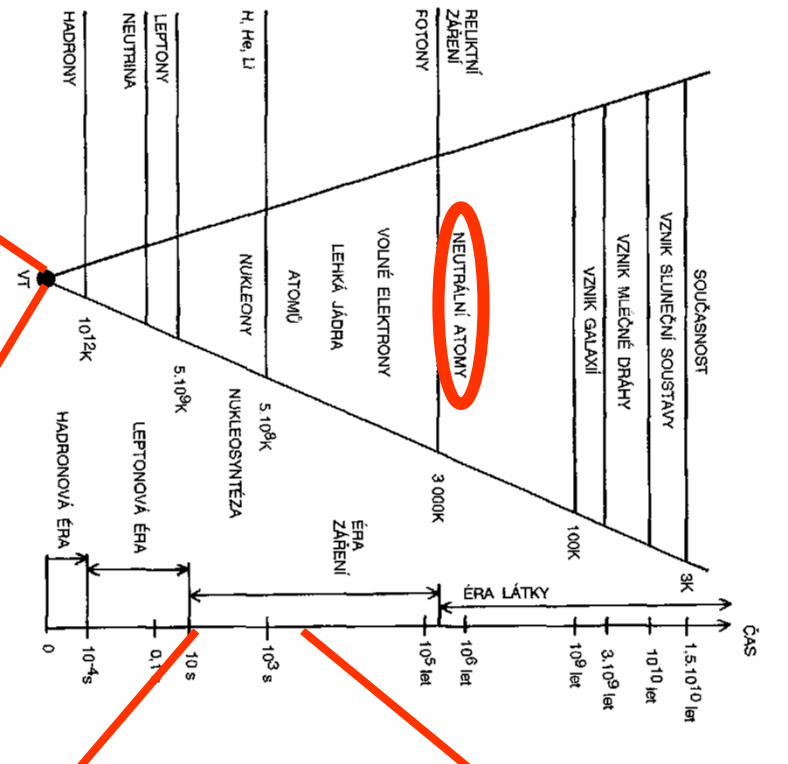 ČAS
SOUČASNOST
3K
1,5.10¹⁰ let
VZNIK SLUNEČNÍ SOUSTAVY
10¹⁰ let
VZNIK MLÉČNÉ DRÁHY
3.10⁹ let
VZNIK GALAXIÍ
100K
10⁹ let
ÉRA LÁTKY
RELIKTNÍ
ZÁŘENÍ
NEUTRÁLNÍ ATOMY
10⁶ let
FOTONY
3 000K
10⁵ let
VOLNÉ ELEKTRONY
LEHKÁ JÁDRA
ATOMŮ
ÉRA
ZÁŘENÍ
H, He, Li
NUKLEONY
5.10⁸K
10³ s
NUKLEOSYNTÉZA
LEPTONY
5.10⁹K
10 s
NEUTRINA
LEPTONOVÁ ÉRA
0,1
HADRONY
10¹²K
10⁻⁴ s
HADRONOVÁ ÉRA
VT
0